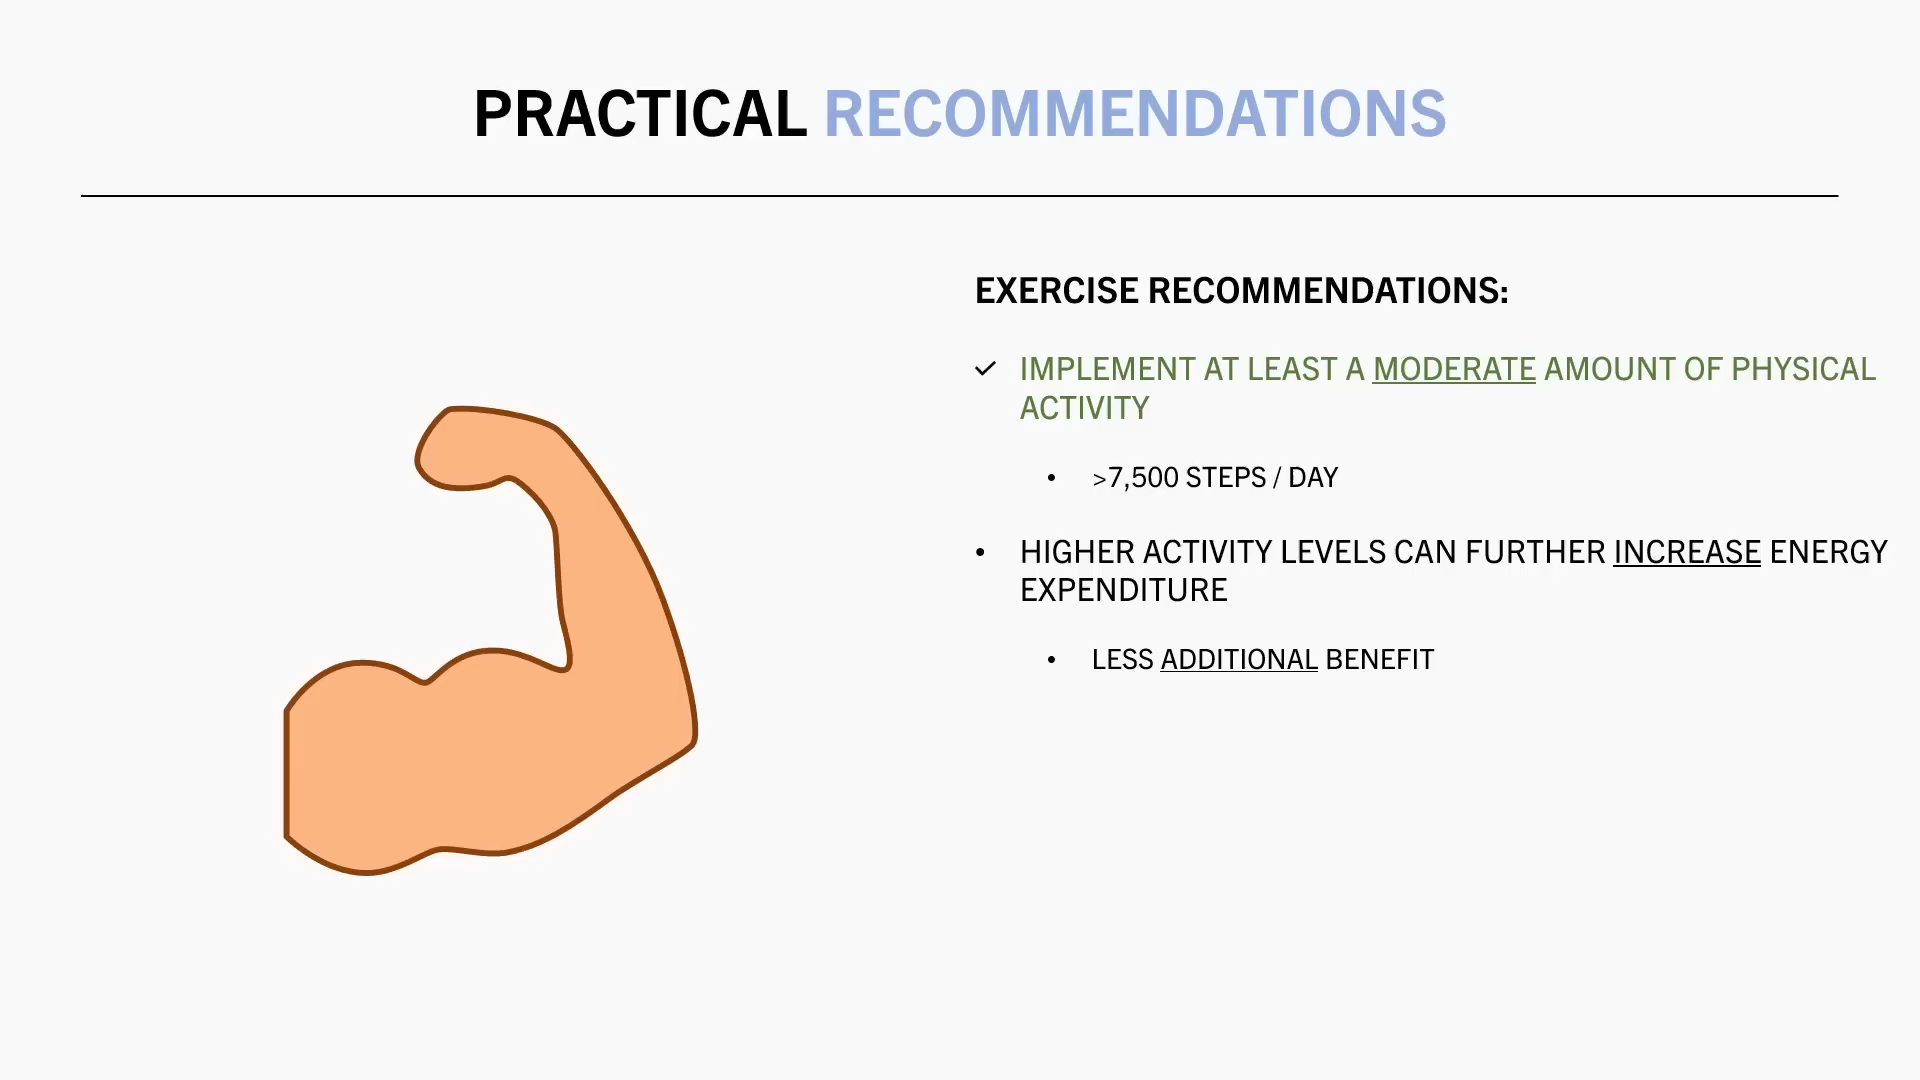 PRACTICAL RECOMMENDATIONS
EXERCISE RECOMMENDATIONS:
✓ IMPLEMENT AT LEAST A MODERATE AMOUNT OF PHYSICAL
ACTIVITY
• >7,500 STEPS / DAY
• HIGHER ACTIVITY LEVELS CAN FURTHER INCREASE ENERGY
EXPENDITURE
• LESS ADDITIONAL BENEFIT